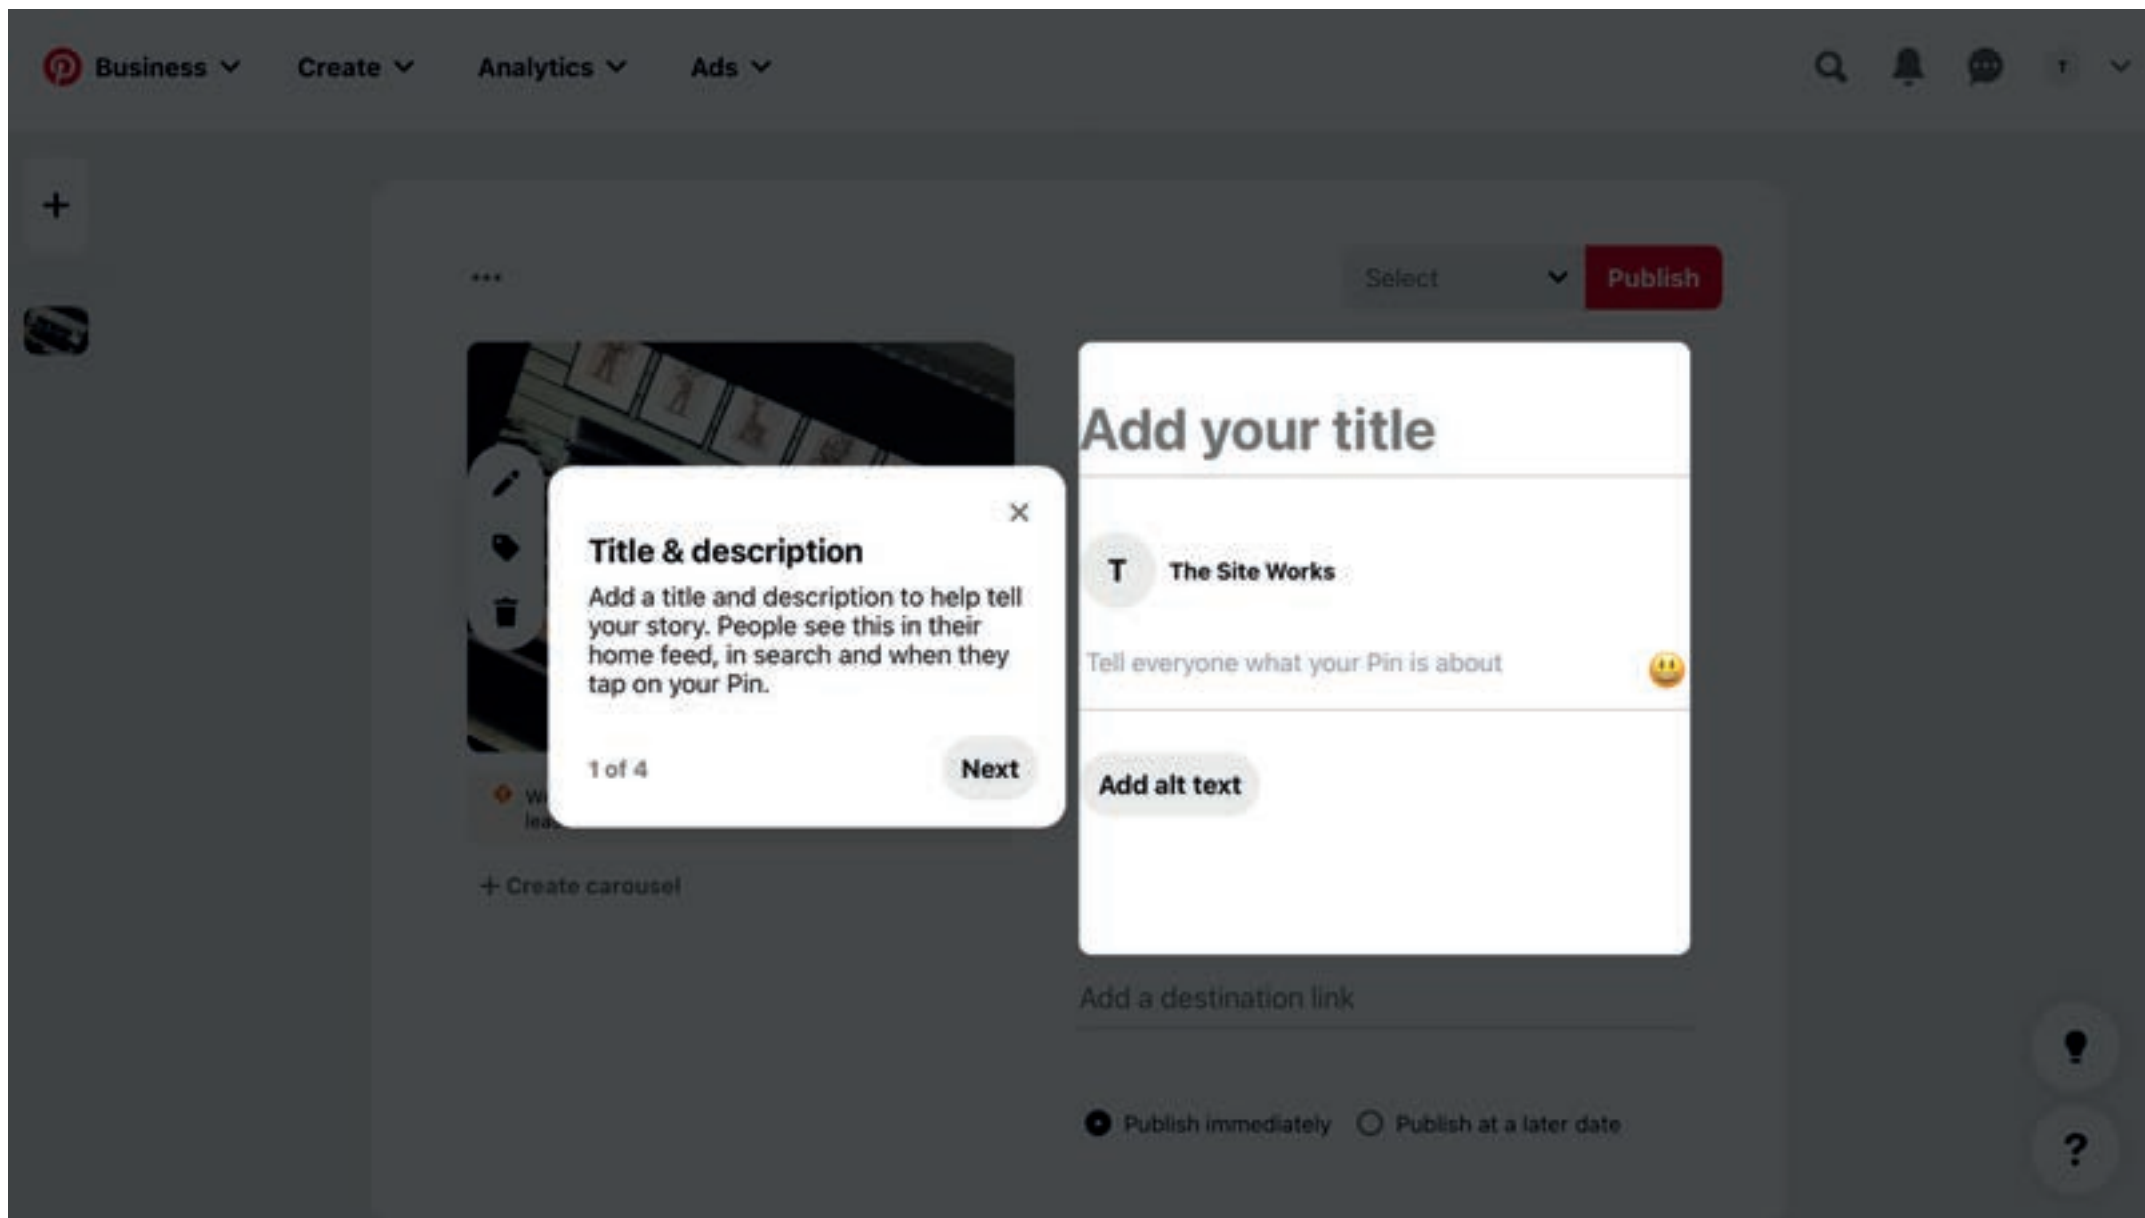 Business
Create
Analytics
Ads
T
Select
Publish
Add your title
Title & description
Add a title and description to help tell
your story. People see this in their
home feed, in search and when they
tap on your Pin.
1 of 4
Next
T
The Site Works
Tell everyone what your Pin is about
Add alt text
+ Create carousel
Add a destination link
Publish immediately
Publish at a later date
?